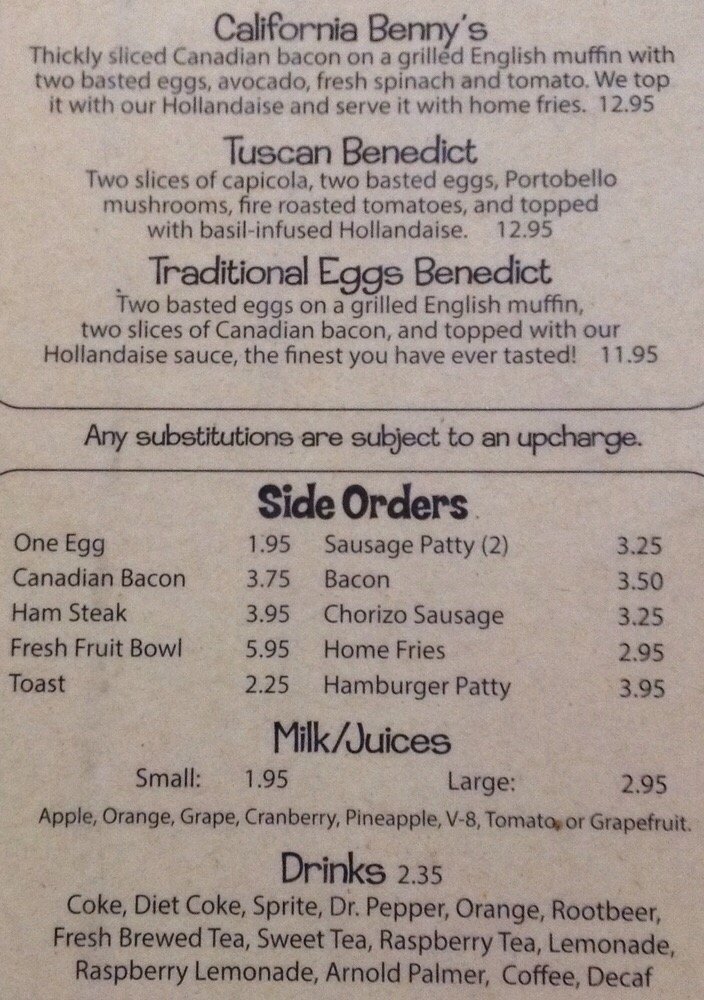 California Benny's
Thickly sliced Canadian bacon on a grilled English muffin with
two basted eggs, avocado, fresh spinach and tomato. We top
it with our Hollandaise and serve it with home fries. 12.95
Tuscan Benedict
Two slices of capicola, two basted eggs, Portobello
mushrooms, fire roasted tomatoes, and topped
with basil-infused Hollandaise. 12.95
Traditional Eggs Benedict
Two basted eggs on a grilled English muffin,
two slices of Canadian bacon, and topped with our
Hollandaise sauce, the finest you have ever tasted! 11.95
Any substitutions are subject to an upcharge.
Side Orders
One Egg 1.95 Sausage Patty (2) 3.25
Canadian Bacon 3.75 Bacon 3.50
Ham Steak 3.95 Chorizo Sausage 3.25
Fresh Fruit Bowl 5.95 Home Fries 2.95
Toast 2.25 Hamburger Patty 3.95
Milk/Juices
Small: 1.95 Large: 2.95
Apple, Orange, Grape, Cranberry, Pineapple, V-8, Tomato, or Grapefruit.
Drinks 2.35
Coke, Diet Coke, Sprite, Dr. Pepper, Orange, Rootbeer,
Fresh Brewed Tea, Sweet Tea, Raspberry Tea, Lemonade,
Raspberry Lemonade, Arnold Palmer, Coffee, Decaf